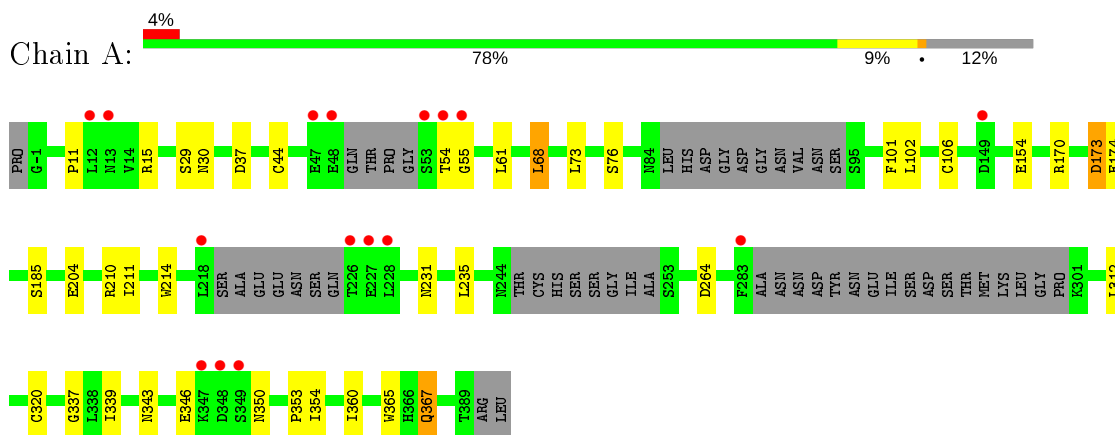 4%
Chain A:
78% 9% • 12%
PRO G-1 P11 L12 N13 V14 R15 S29 N30 D37 C44 E47 E48 GLN THR PRO GLY S53 T54 G55 L61 L68 L73 S76 N84 LEU HIS ASP GLY ASP GLY ASN VAL ASN SER S95 F101 L102 C106 D149 E154 R170 D173
S185 E204 R210 I211 W214 L218 SER ALA GLU GLU ASN SER GLN T226 E227 L228 N231 L235 N244 THR CYS HIS SER SER GLY ILE ALA S253 D264 F283 ALA ASN ASN ASP TYR ASN GLU ILE SER ASP SER THR MET LYS LEU GLY PRO K301 L312
C320 G337 L338 I339 N343 E346 K347 D348 S349 N350 P353 I354 I360 W365 H366 Q367 T389 ARG LEU